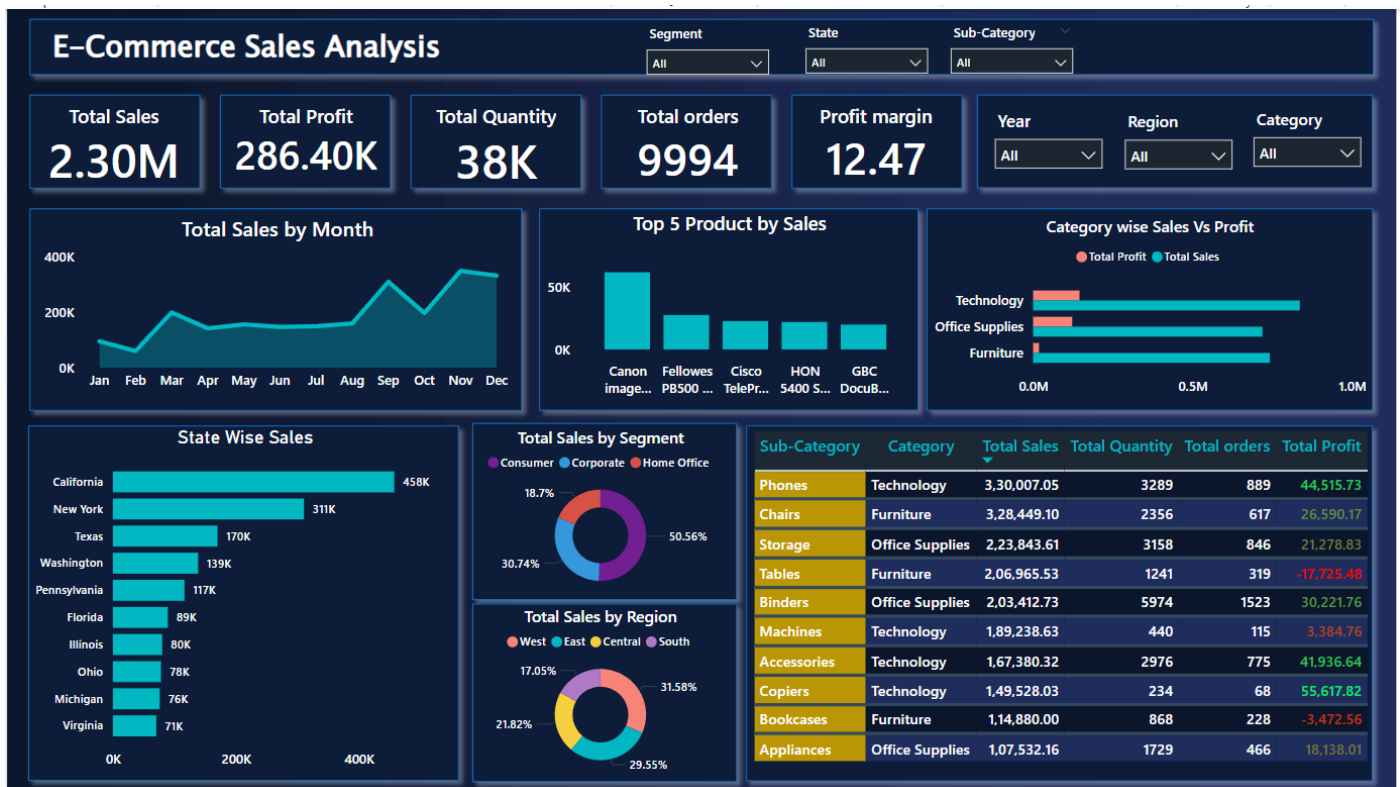 E-Commerce Sales Analysis
Segment
All
State
All
Sub-Category
All
Total Sales
2.30M
Total Profit
286.40K
Total Quantity
38K
Total orders
9994
Profit margin
12.47
Year
All
Region
All
Category
All
Total Sales by Month
400K
200K
0K
Jan Feb Mar Apr May Jun Jul Aug Sep Oct Nov Dec
Top 5 Product by Sales
50K
0K
Canon image...
Fellowes PB500 ...
Cisco TelePr...
HON 5400 S...
GBC DocuB...
Category wise Sales Vs Profit
Total Profit Total Sales
Technology
Office Supplies
Furniture
0.0M 0.5M 1.0M
State Wise Sales
California 458K
New York 311K
Texas 170K
Washington 139K
Pennsylvania 117K
Florida 89K
Illinois 80K
Ohio 78K
Michigan 76K
Virginia 71K
0K 200K 400K
Total Sales by Segment
Consumer Corporate Home Office
18.7%
50.56%
30.74%
Total Sales by Region
West East Central South
17.05%
31.58%
21.82%
29.55%
Sub-Category Category Total Sales Total Quantity Total orders Total Profit
Phones Technology 3,30,007.05 3289 889 44,515.73
Chairs Furniture 3,28,449.10 2356 617 26,590.17
Storage Office Supplies 2,23,843.61 3158 846 21,278.83
Tables Furniture 2,06,965.53 1241 319 -17,725.48
Binders Office Supplies 2,03,412.73 5974 1523 30,221.76
Machines Technology 1,89,238.63 440 115 3,384.76
Accessories Technology 1,67,380.32 2976 775 41,936.64
Copiers Technology 1,49,528.03 234 68 55,617.82
Bookcases Furniture 1,14,880.00 868 228 -3,472.56
Appliances Office Supplies 1,07,532.16 1729 466 18,138.01